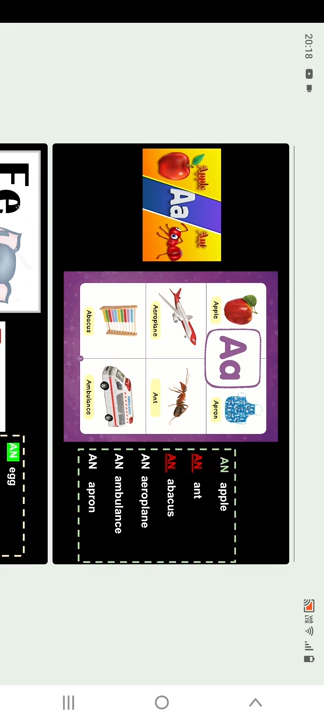 20:18
Apple
Ant
Aa
Aa
Apple
Apron
Aeroplane
Ant
Abacus
Ambulance
AN apple
AN ant
AN abacus
AN aeroplane
AN ambulance
AN apron
AN egg